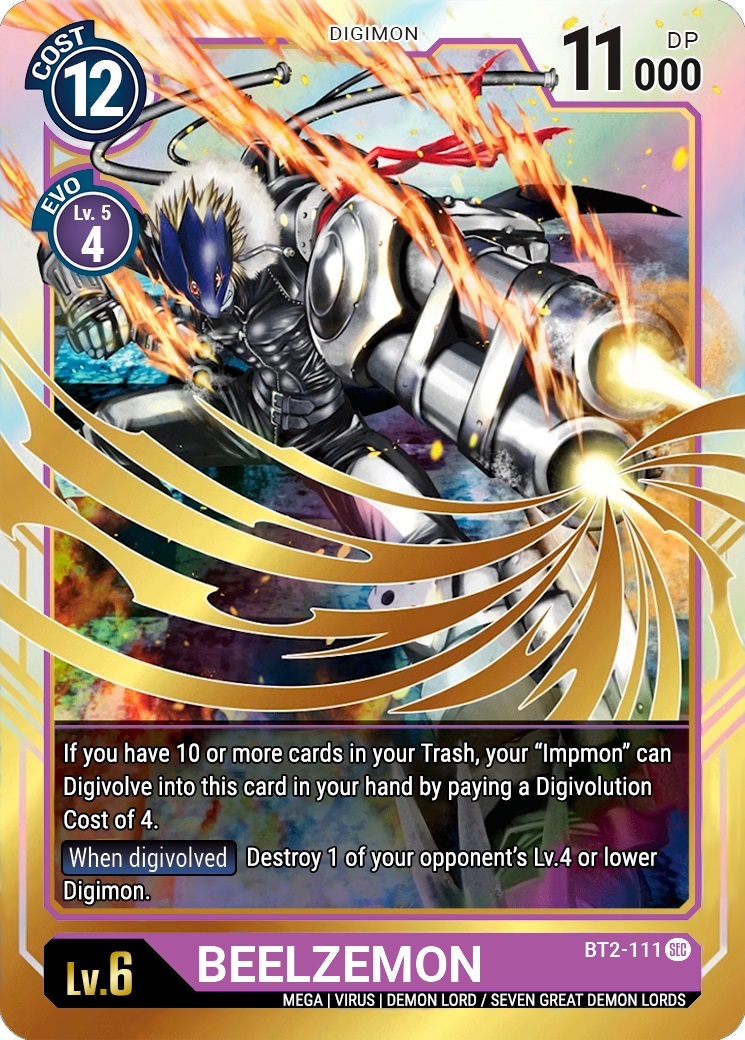 DIGIMON
COST
12
DP
11000
EVO
Lv. 5
4
If you have 10 or more cards in your Trash, your “Impmon” can
Digivolve into this card in your hand by paying a Digivolution
Cost of 4.
When digivolved Destroy 1 of your opponent’s Lv.4 or lower
Digimon.
Lv.6
BEELZEMON
BT2-111 SEC
MEGA | VIRUS | DEMON LORD / SEVEN GREAT DEMON LORDS